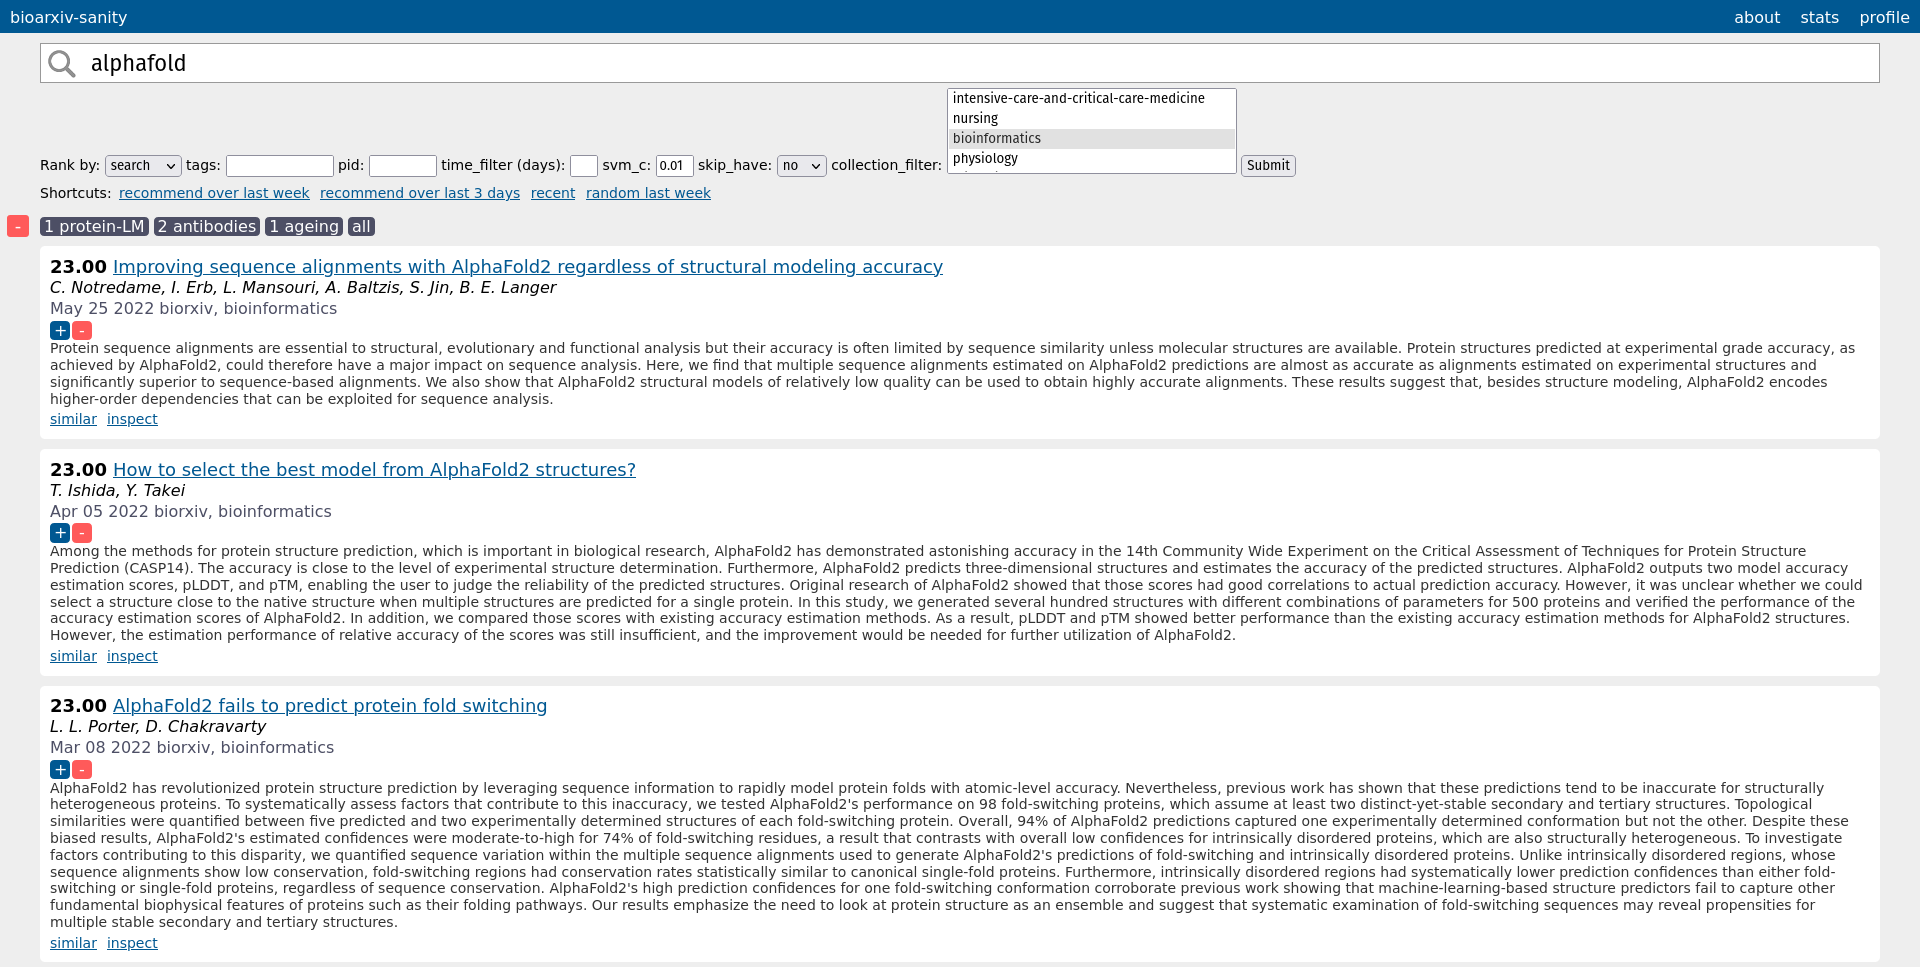 bioarxiv-sanity about stats profile
alphafold
intensive-care-and-critical-care-medicine
nursing
bioinformatics
physiology
Rank by: search tags: pid: time_filter (days): svm_c: 0.01 skip_have: no collection_filter: Submit
Shortcuts: recommend over last week recommend over last 3 days recent random last week
- 1 protein-LM 2 antibodies 1 ageing all
23.00 Improving sequence alignments with AlphaFold2 regardless of structural modeling accuracy
C. Notredame, I. Erb, L. Mansouri, A. Baltzis, S. Jin, B. E. Langer
May 25 2022 biorxiv, bioinformatics
+ -
Protein sequence alignments are essential to structural, evolutionary and functional analysis but their accuracy is often limited by sequence similarity unless molecular structures are available. Protein structures predicted at experimental grade accuracy, as
achieved by AlphaFold2, could therefore have a major impact on sequence analysis. Here, we find that multiple sequence alignments estimated on AlphaFold2 predictions are almost as accurate as alignments estimated on experimental structures and
significantly superior to sequence-based alignments. We also show that AlphaFold2 structural models of relatively low quality can be used to obtain highly accurate alignments. These results suggest that, besides structure modeling, AlphaFold2 encodes
higher-order dependencies that can be exploited for sequence analysis.
similar inspect
23.00 How to select the best model from AlphaFold2 structures?
T. Ishida, Y. Takei
Apr 05 2022 biorxiv, bioinformatics
+ -
Among the methods for protein structure prediction, which is important in biological research, AlphaFold2 has demonstrated astonishing accuracy in the 14th Community Wide Experiment on the Critical Assessment of Techniques for Protein Structure
Prediction (CASP14). The accuracy is close to the level of experimental structure determination. Furthermore, AlphaFold2 predicts three-dimensional structures and estimates the accuracy of the predicted structures. AlphaFold2 outputs two model accuracy
estimation scores, pLDDT, and pTM, enabling the user to judge the reliability of the predicted structures. Original research of AlphaFold2 showed that those scores had good correlations to actual prediction accuracy. However, it was unclear whether we could
select a structure close to the native structure when multiple structures are predicted for a single protein. In this study, we generated several hundred structures with different combinations of parameters for 500 proteins and verified the performance of the
accuracy estimation scores of AlphaFold2. In addition, we compared those scores with existing accuracy estimation methods. As a result, pLDDT and pTM showed better performance than the existing accuracy estimation methods for AlphaFold2 structures.
However, the estimation performance of relative accuracy of the scores was still insufficient, and the improvement would be needed for further utilization of AlphaFold2.
similar inspect
23.00 AlphaFold2 fails to predict protein fold switching
L. L. Porter, D. Chakravarty
Mar 08 2022 biorxiv, bioinformatics
+ -
AlphaFold2 has revolutionized protein structure prediction by leveraging sequence information to rapidly model protein folds with atomic-level accuracy. Nevertheless, previous work has shown that these predictions tend to be inaccurate for structurally
heterogeneous proteins. To systematically assess factors that contribute to this inaccuracy, we tested AlphaFold2's performance on 98 fold-switching proteins, which assume at least two distinct-yet-stable secondary and tertiary structures. Topological
similarities were quantified between five predicted and two experimentally determined structures of each fold-switching protein. Overall, 94% of AlphaFold2 predictions captured one experimentally determined conformation but not the other. Despite these
biased results, AlphaFold2's estimated confidences were moderate-to-high for 74% of fold-switching residues, a result that contrasts with overall low confidences for intrinsically disordered proteins, which are also structurally heterogeneous. To investigate
factors contributing to this disparity, we quantified sequence variation within the multiple sequence alignments used to generate AlphaFold2's predictions of fold-switching and intrinsically disordered proteins. Unlike intrinsically disordered regions, whose
sequence alignments show low conservation, fold-switching regions had conservation rates statistically similar to canonical single-fold proteins. Furthermore, intrinsically disordered regions had systematically lower prediction confidences than either fold-
switching or single-fold proteins, regardless of sequence conservation. AlphaFold2's high prediction confidences for one fold-switching conformation corroborate previous work showing that machine-learning-based structure predictors fail to capture other
fundamental biophysical features of proteins such as their folding pathways. Our results emphasize the need to look at protein structure as an ensemble and suggest that systematic examination of fold-switching sequences may reveal propensities for
multiple stable secondary and tertiary structures.
similar inspect